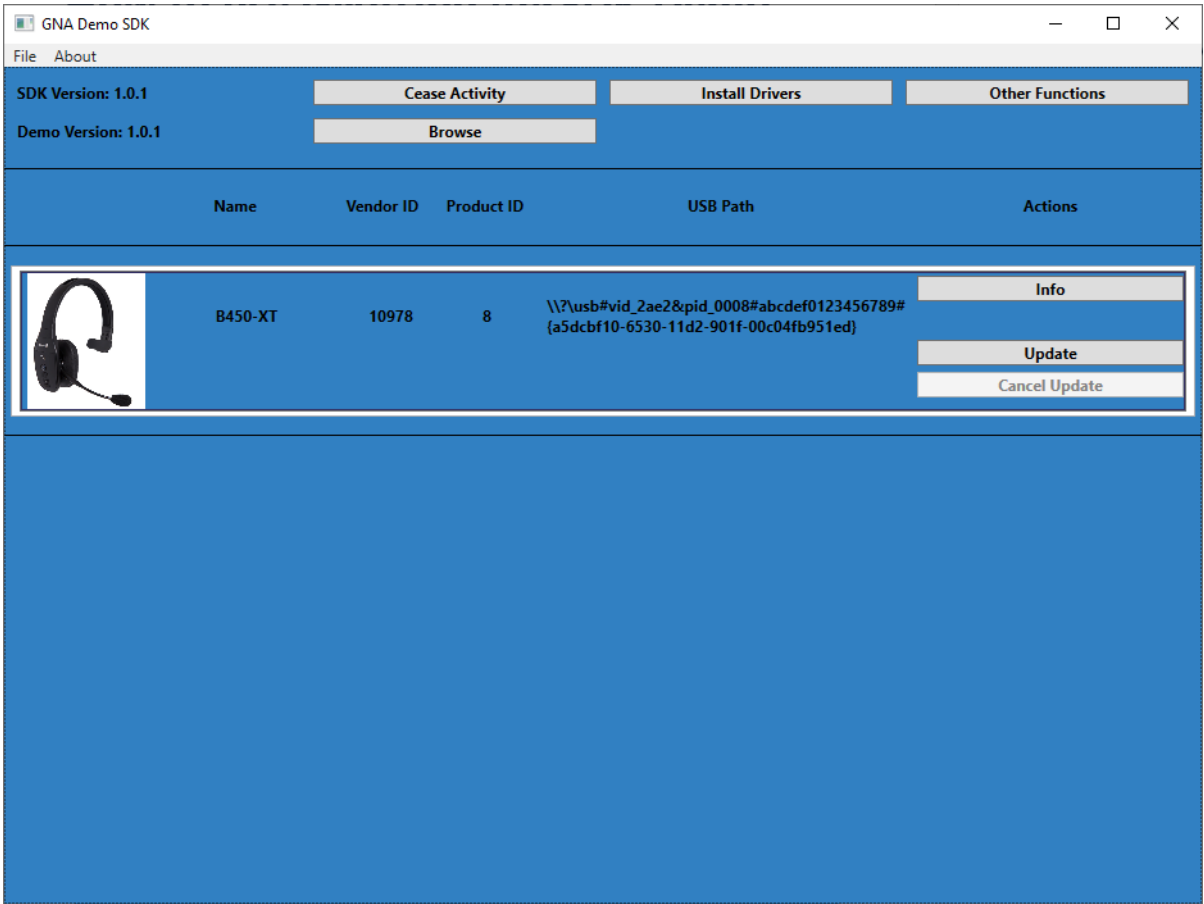 GNA Demo SDK
File About
SDK Version: 1.0.1 Cease Activity Install Drivers Other Functions
Demo Version: 1.0.1 Browse
Name Vendor ID Product ID USB Path Actions
Info
B450-XT 10978 8 \\?\usb#vid_2ae2&pid_0008#abcdef0123456789#
{a5dcbf10-6530-11d2-901f-00c04fb951ed}
Update
Cancel Update